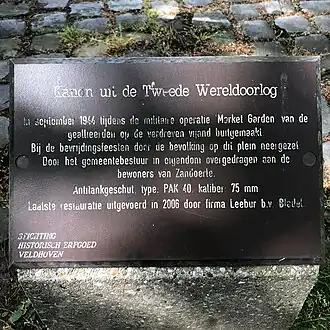 Kanon uit de Tweede Wereldoorlog
In september 1944 tijdens de militaire operatie Market Garden van de
geallieerden op de verdreven vijand buitgemaakt.
Bij de bevrijdingsfeesten door de bevolking op dit plein neergezet.
Door het gemeentebestuur in eigendom overgedragen aan de
bewoners van Zandoerle.
Antitankgeschut, type, PAK 40, kaliber: 75 mm
Laatste restauratie uitgevoerd in 2006 door firma Leebur b.v. Bladel.
STICHTING
HISTORISCH ERFGOED
VELDHOVEN